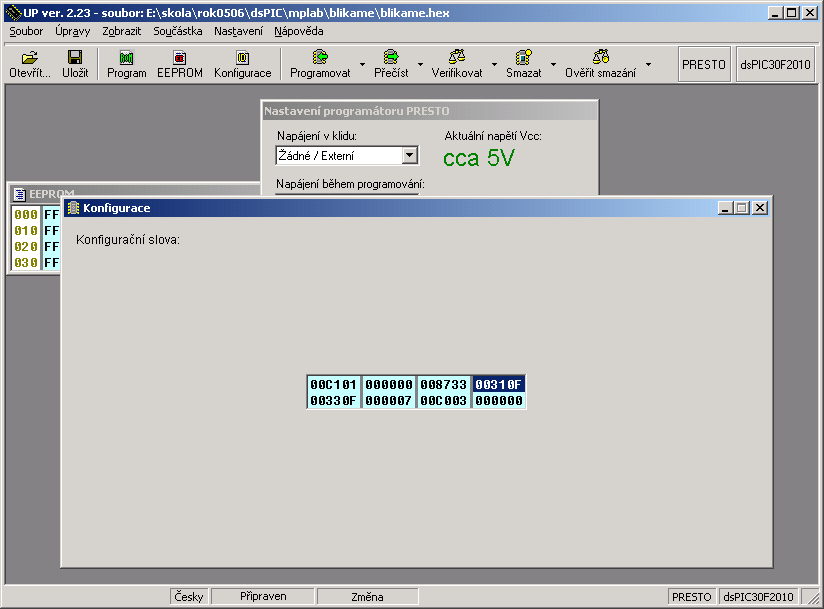 UP ver. 2.23 - soubor: E:\skola\rok0506\dsPIC\mplab\blikame\blikame.hex
Soubor Úpravy Zobrazit Součástka Nastavení Nápověda
Otevřít... Uložit Program EEPROM Konfigurace Programovat Přečíst Verifikovat Smazat Ověřit smazání PRESTO dsPIC30F2010
Nastavení programátoru PRESTO
Napájení v klidu: Aktuální napětí Vcc:
Žádné / Externí cca 5V
Napájení během programování:
EEPROM
000 FF
010 FF
020 FF
030 FF
Konfigurace
Konfigurační slova:
00C101 000000 008733 00310F
00330F 000007 00C003 000000
Česky Připraven Změna PRESTO dsPIC30F2010